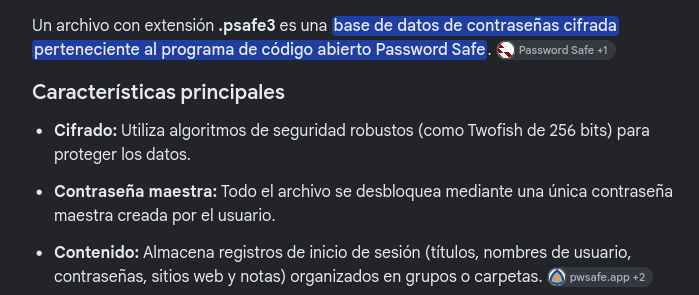 Un archivo con extensión .psafe3 es una base de datos de contraseñas cifrada
perteneciente al programa de código abierto Password Safe. Password Safe +1
Características principales
• Cifrado: Utiliza algoritmos de seguridad robustos (como Twofish de 256 bits) para
proteger los datos.
• Contraseña maestra: Todo el archivo se desbloquea mediante una única contraseña
maestra creada por el usuario.
• Contenido: Almacena registros de inicio de sesión (títulos, nombres de usuario,
contraseñas, sitios web y notas) organizados en grupos o carpetas. pwsafe.app +2